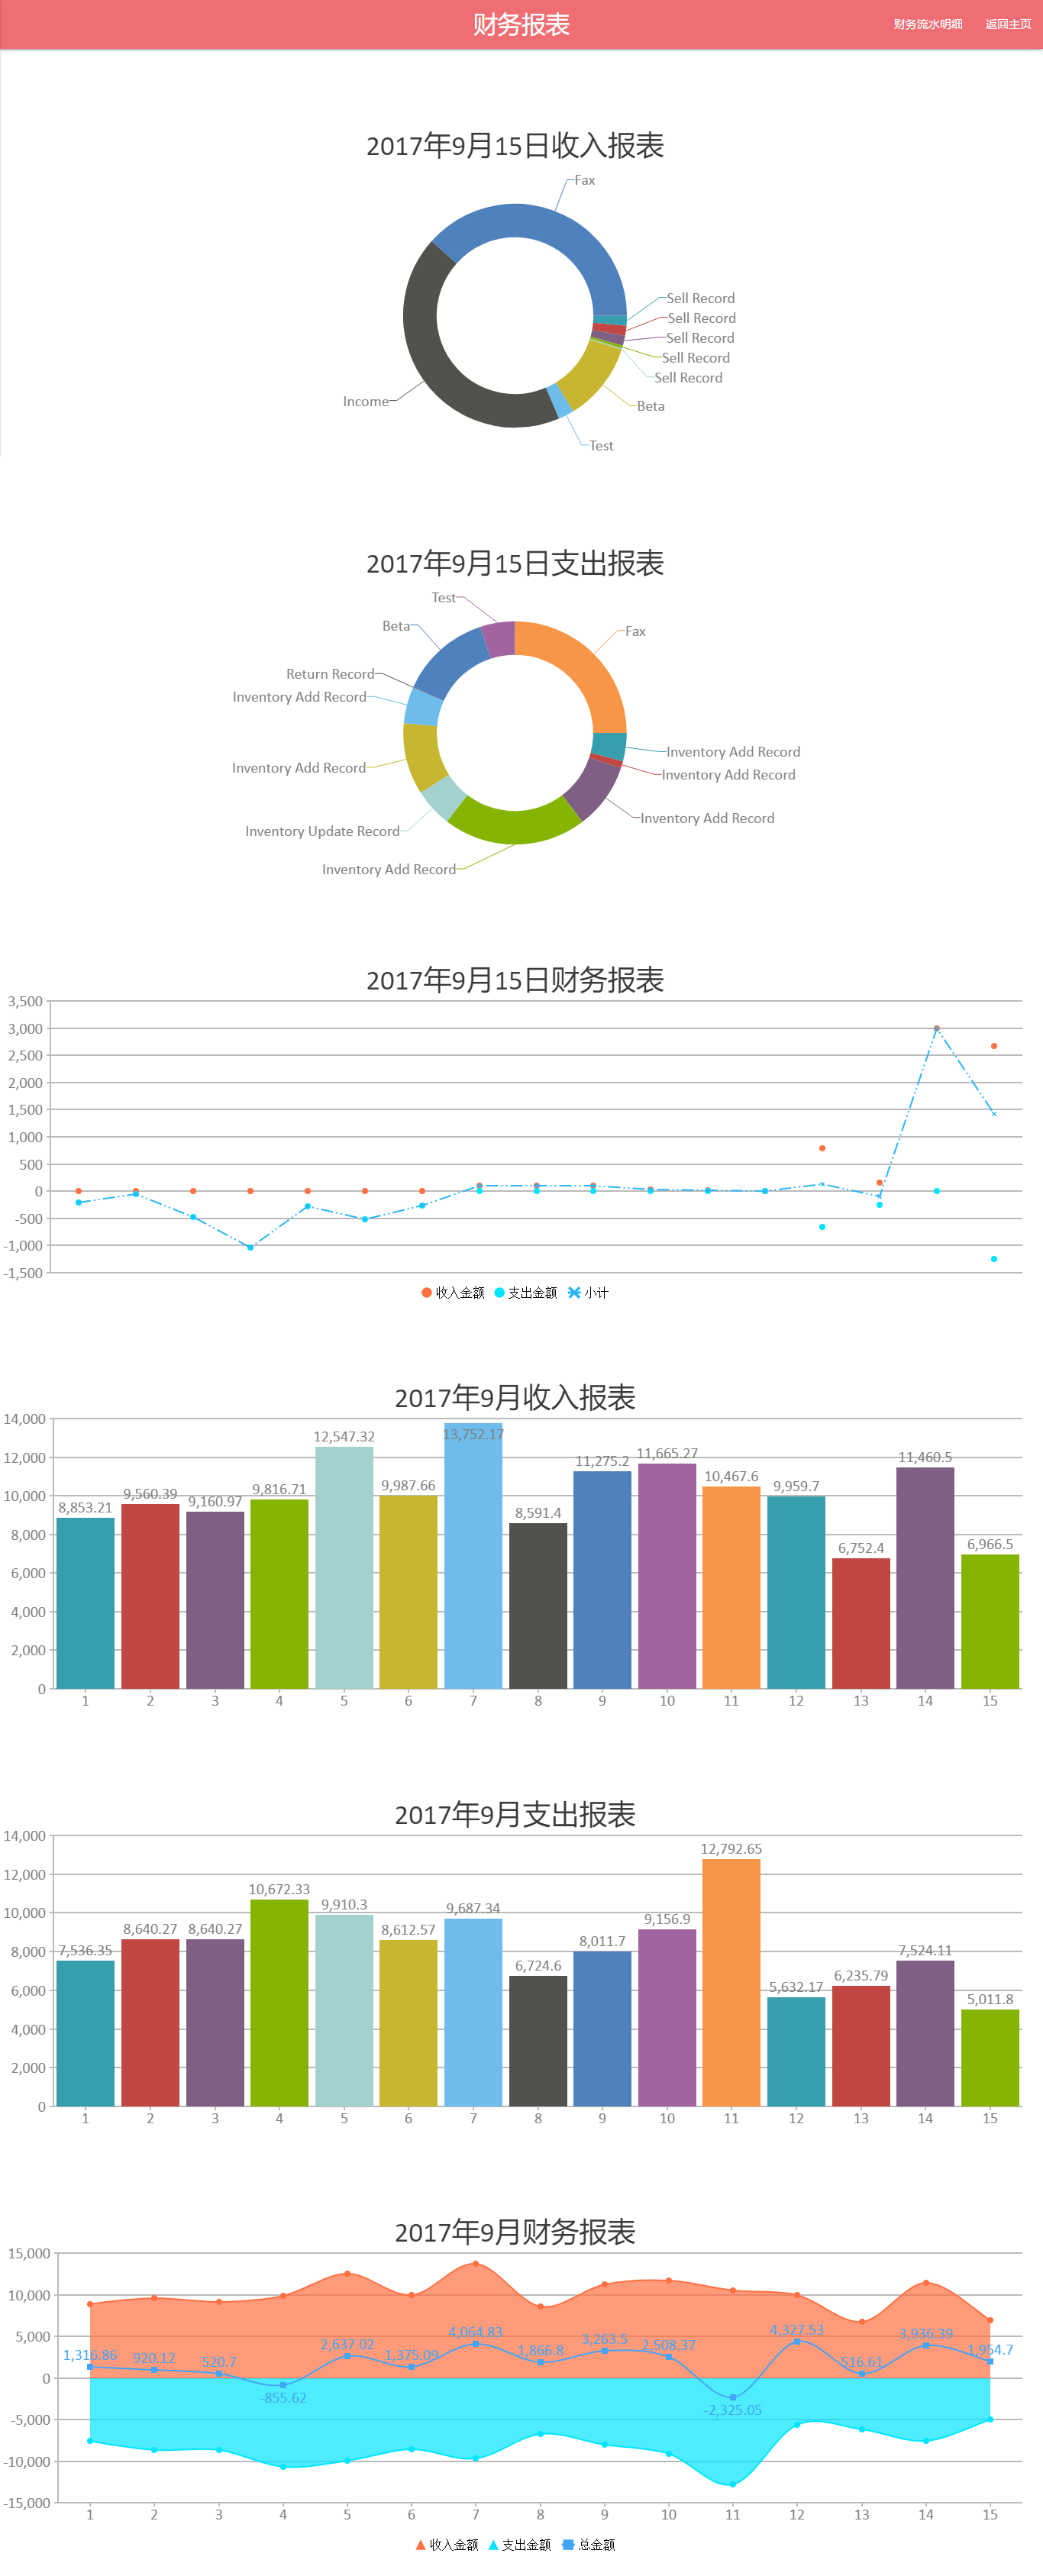 财务报表
财务流水明细 返回主页
2017年9月15日收入报表
Fax
Sell Record
Sell Record
Sell Record
Sell Record
Sell Record
Income
Beta
Test
2017年9月15日支出报表
Test
Beta
Fax
Return Record
Inventory Add Record
Inventory Add Record
Inventory Add Record
Inventory Add Record
Inventory Add Record
Inventory Update Record
Inventory Add Record
2017年9月15日财务报表
3,500
3,000
2,500
2,000
1,500
1,000
500
0
-500
-1,000
-1,500
收入金额 支出金额 小计
2017年9月收入报表
14,000
12,000
10,000
8,000
6,000
4,000
2,000
0
8,853.21 9,560.39 9,160.97 9,816.71 12,547.32 9,987.66 13,752.17 8,591.4 11,275.2 11,665.27 10,467.6 9,959.7 6,752.4 11,460.5 6,966.5
1 2 3 4 5 6 7 8 9 10 11 12 13 14 15
2017年9月支出报表
14,000
12,000
10,000
8,000
6,000
4,000
2,000
0
7,536.35 8,640.27 8,640.27 10,672.33 9,910.3 8,612.57 9,687.34 6,724.6 8,011.7 9,156.9 12,792.65 5,632.17 6,235.79 7,524.11 5,011.8
1 2 3 4 5 6 7 8 9 10 11 12 13 14 15
2017年9月财务报表
15,000
10,000
5,000
0
-5,000
-10,000
-15,000
1,316.86 920.12 520.7 -855.62 2,637.02 1,375.09 4,064.83 1,866.8 3,263.5 2,508.37 -2,325.05 4,327.53 516.61 3,936.39 1,954.7
1 2 3 4 5 6 7 8 9 10 11 12 13 14 15
收入金额 支出金额 总金额